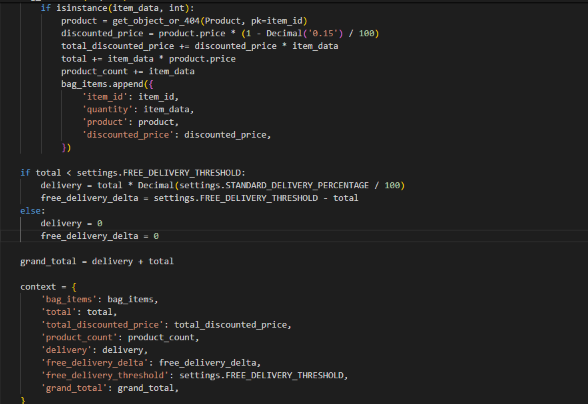 if isinstance(item_data, int):
product = get_object_or_404(Product, pk=item_id)
discounted_price = product.price * (1 - Decimal('0.15') / 100)
total_discounted_price += discounted_price * item_data
total += item_data * product.price
product_count += item_data
bag_items.append({
'item_id': item_id,
'quantity': item_data,
'product': product,
'discounted_price': discounted_price,
})
if total < settings.FREE_DELIVERY_THRESHOLD:
delivery = total * Decimal(settings.STANDARD_DELIVERY_PERCENTAGE / 100)
free_delivery_delta = settings.FREE_DELIVERY_THRESHOLD - total
else:
delivery = 0
free_delivery_delta = 0
grand_total = delivery + total
context = {
'bag_items': bag_items,
'total': total,
'total_discounted_price': total_discounted_price,
'product_count': product_count,
'delivery': delivery,
'free_delivery_delta': free_delivery_delta,
'free_delivery_threshold': settings.FREE_DELIVERY_THRESHOLD,
'grand_total': grand_total,
}